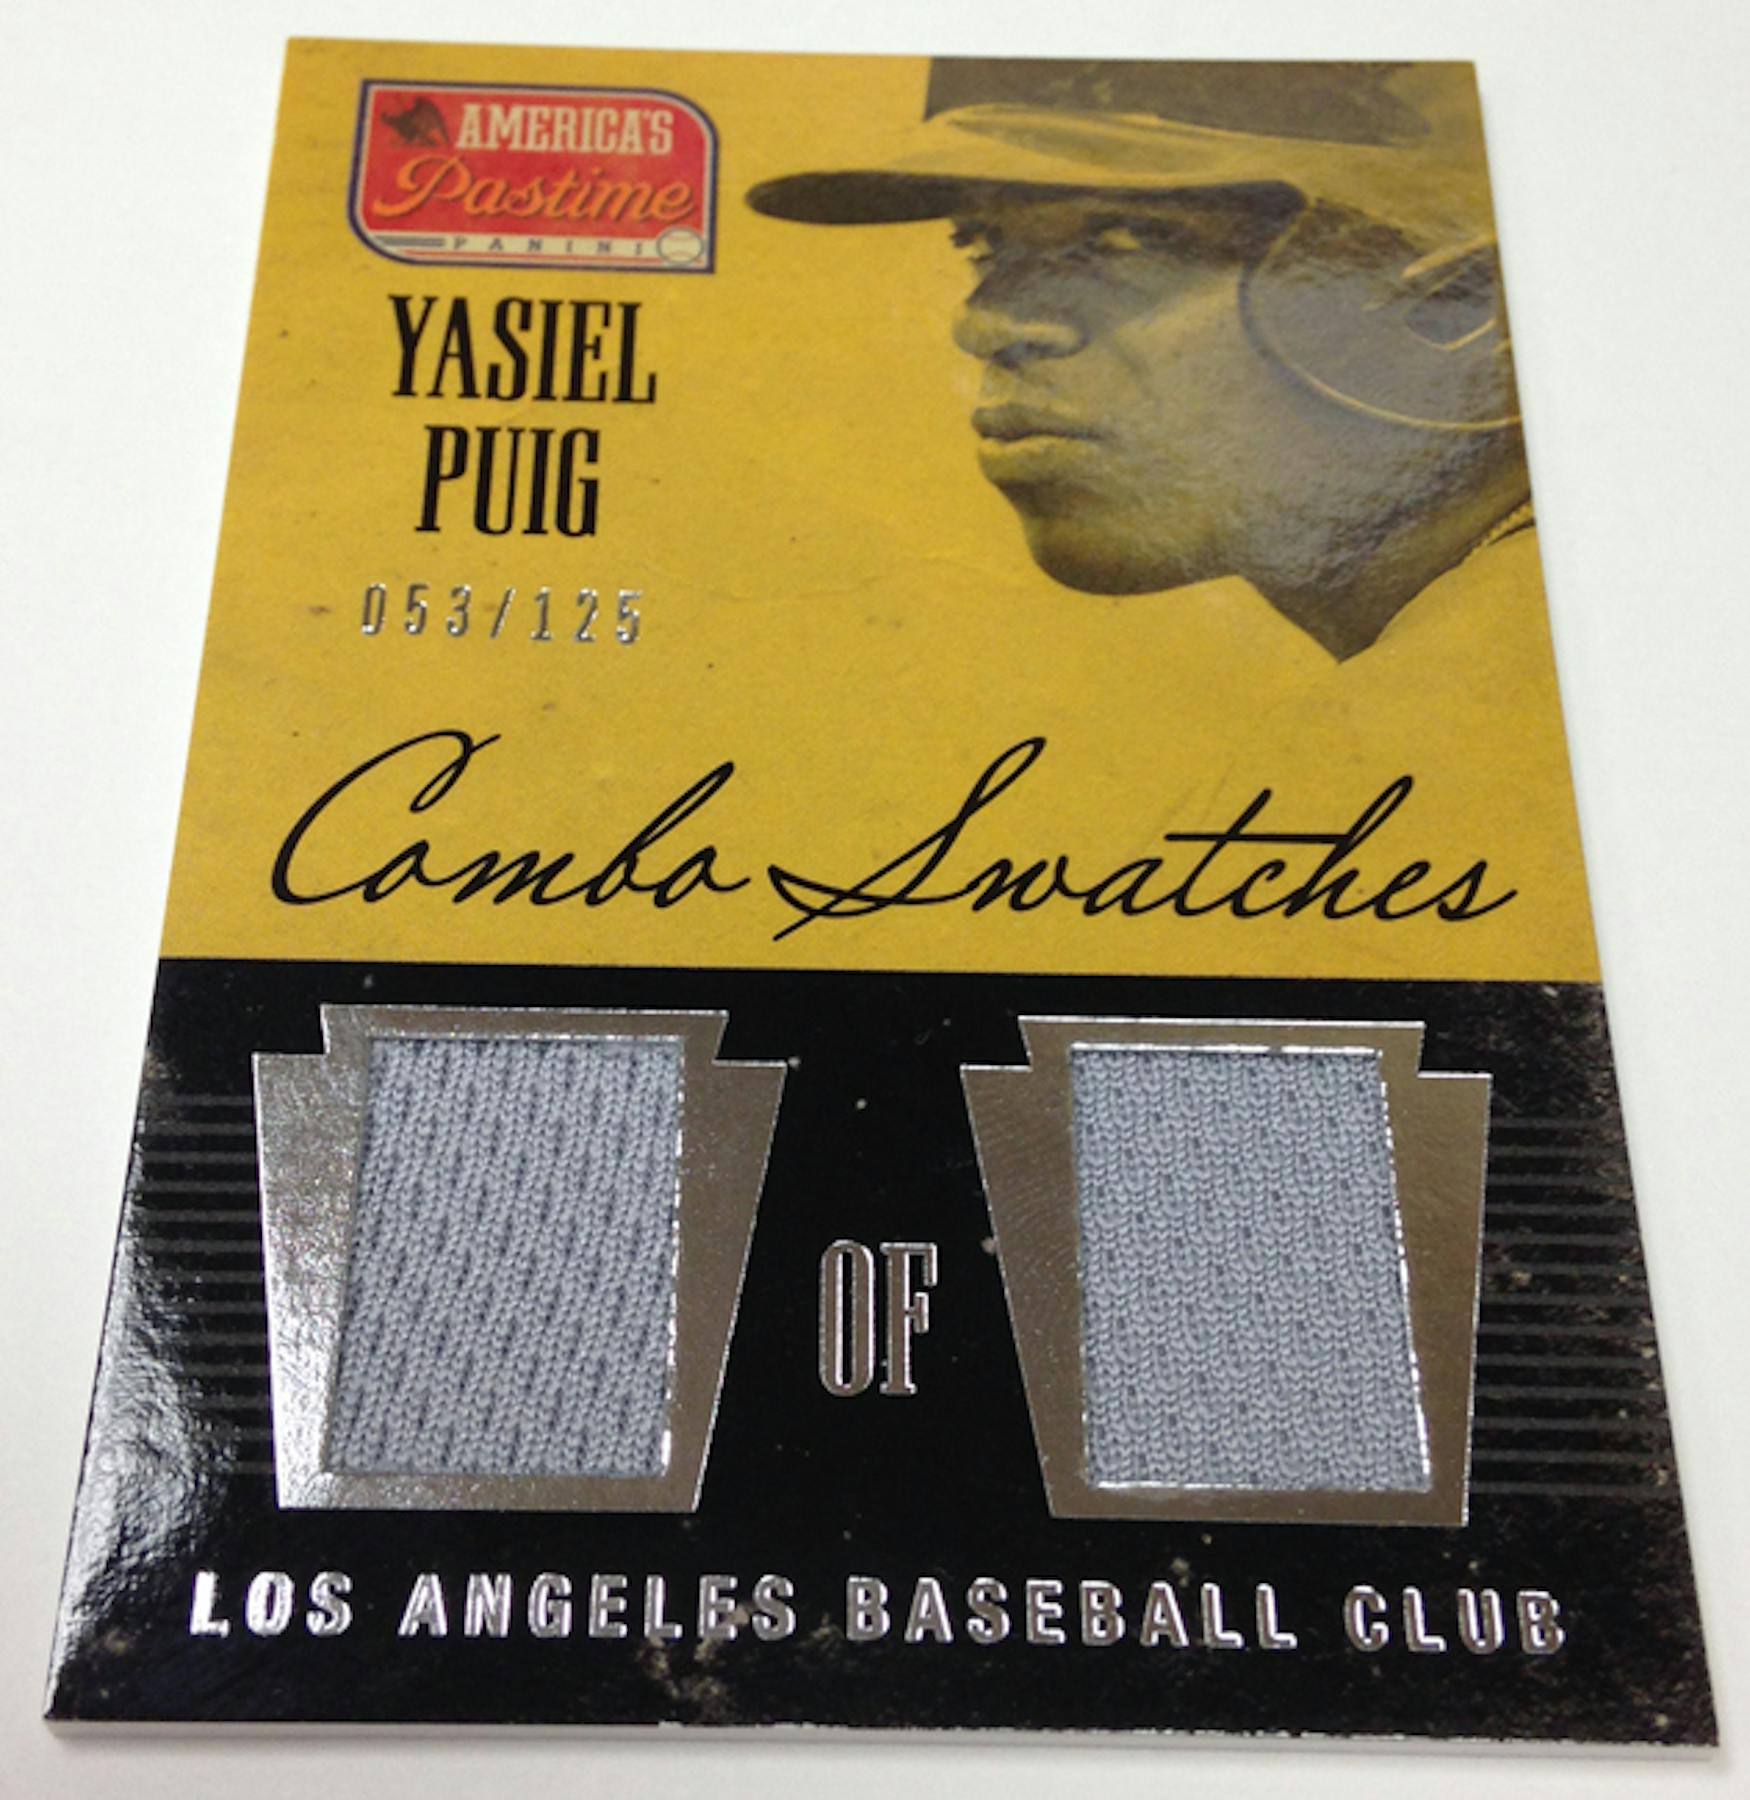 AMERICA'S
Pastime
PANINI
YASIEL
PUIG
053/125
Combo Swatches
OF
LOS ANGELES BASEBALL CLUB